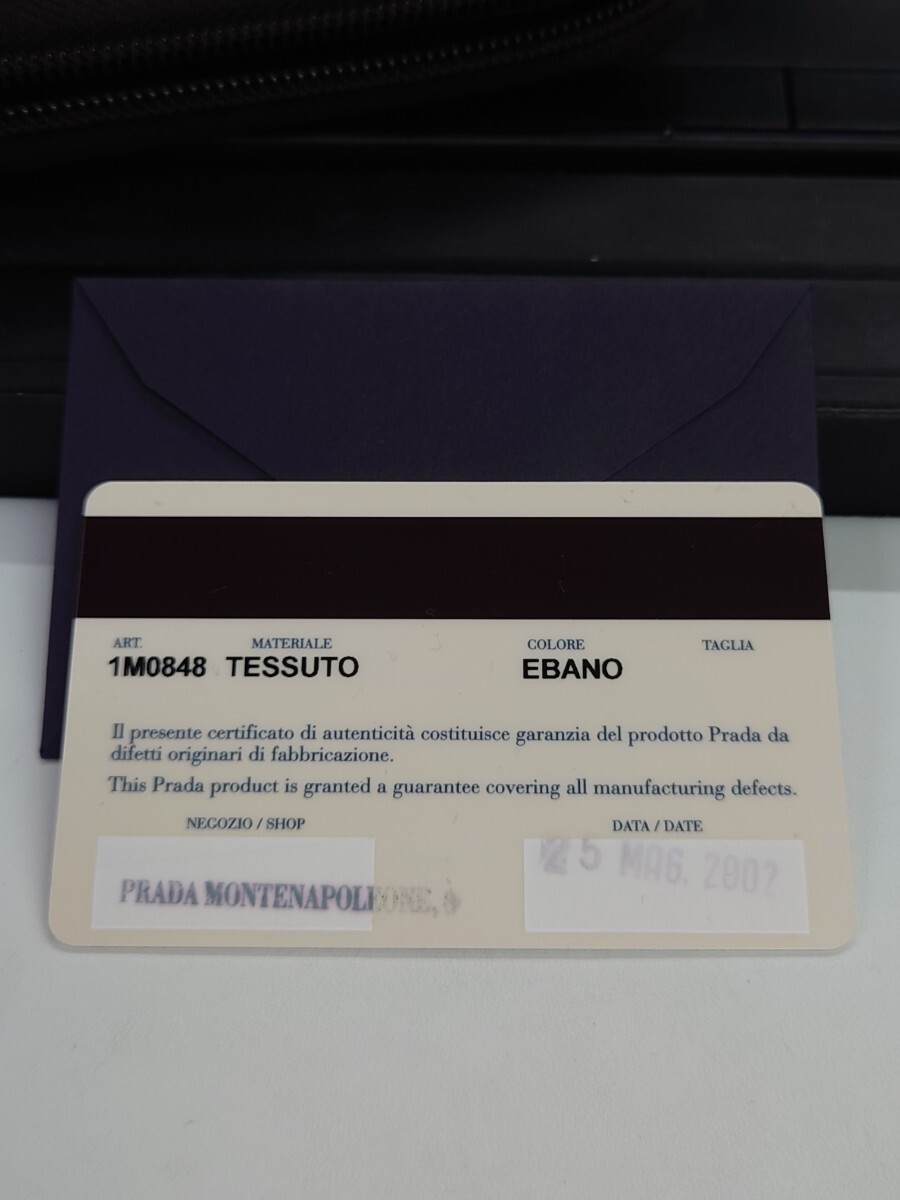 ART. MATERIALE COLORE TAGLIA
1M0848 TESSUTO EBANO
Il presente certificato di autenticità costituisce garanzia del prodotto Prada da
difetti originari di fabbricazione.
This Prada product is granted a guarantee covering all manufacturing defects.
NEGOZIO / SHOP DATA / DATE
PRADA MONTENAPOLEONE, 25 MAG. 2002